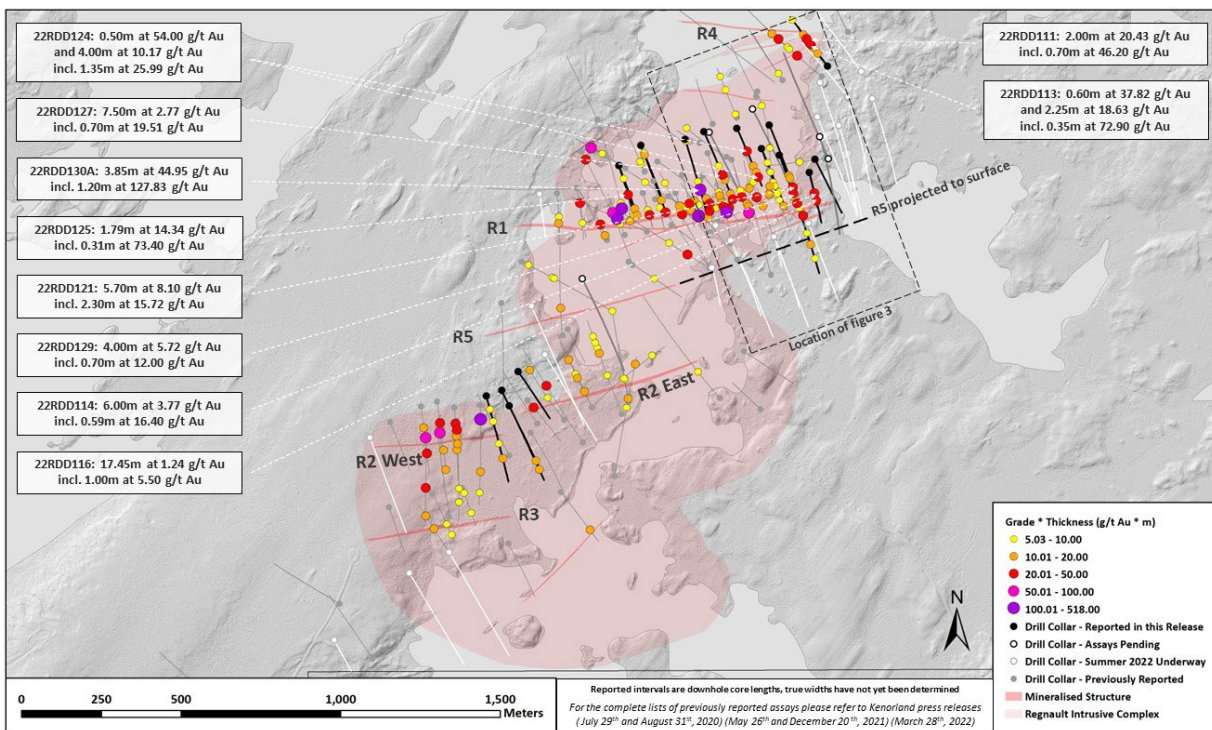 22RDD124: 0.50m at 54.00 g/t Au
and 4.00m at 10.17 g/t Au
incl. 1.35m at 25.99 g/t Au
22RDD127: 7.50m at 2.77 g/t Au
incl. 0.70m at 19.51 g/t Au
22RDD130A: 3.85m at 44.95 g/t Au
incl. 1.20m at 127.83 g/t Au
22RDD125: 1.79m at 14.34 g/t Au
incl. 0.31m at 73.40 g/t Au
22RDD121: 5.70m at 8.10 g/t Au
incl. 2.30m at 15.72 g/t Au
22RDD129: 4.00m at 5.72 g/t Au
incl. 0.70m at 12.00 g/t Au
22RDD114: 6.00m at 3.77 g/t Au
incl. 0.59m at 16.40 g/t Au
22RDD116: 17.45m at 1.24 g/t Au
incl. 1.00m at 5.50 g/t Au
22RDD111: 2.00m at 20.43 g/t Au
incl. 0.70m at 46.20 g/t Au
22RDD113: 0.60m at 37.82 g/t Au
and 2.25m at 18.63 g/t Au
incl. 0.35m at 72.90 g/t Au
R4
R1
R5 projected to surface
Location of figure 3
R5
R2 East
R2 West
R3
Grade * Thickness (g/t Au * m)
5.03 - 10.00
10.01 - 20.00
20.01 - 50.00
50.01 - 100.00
100.01 - 518.00
Drill Collar - Reported in this Release
Drill Collar - Assays Pending
Drill Collar - Summer 2022 Underway
Drill Collar - Previously Reported
Mineralised Structure
Regnault Intrusive Complex
N
0 250 500 1,000 1,500
Meters
Reported intervals are downhole core lengths, true widths have not yet been determined
For the complete lists of previously reported assays please refer to Kenorland press releases
(July 29th and August 31st, 2020) (May 26th and December 20th, 2021) (March 28th, 2022)